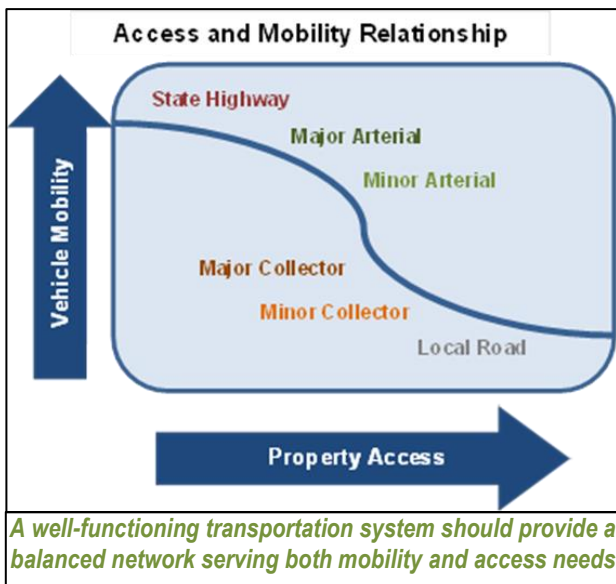 Access and Mobility Relationship
State Highway
Major Arterial
Minor Arterial
Vehicle Mobility
Major Collector
Minor Collector
Local Road
Property Access
A well-functioning transportation system should provide a
balanced network serving both mobility and access needs